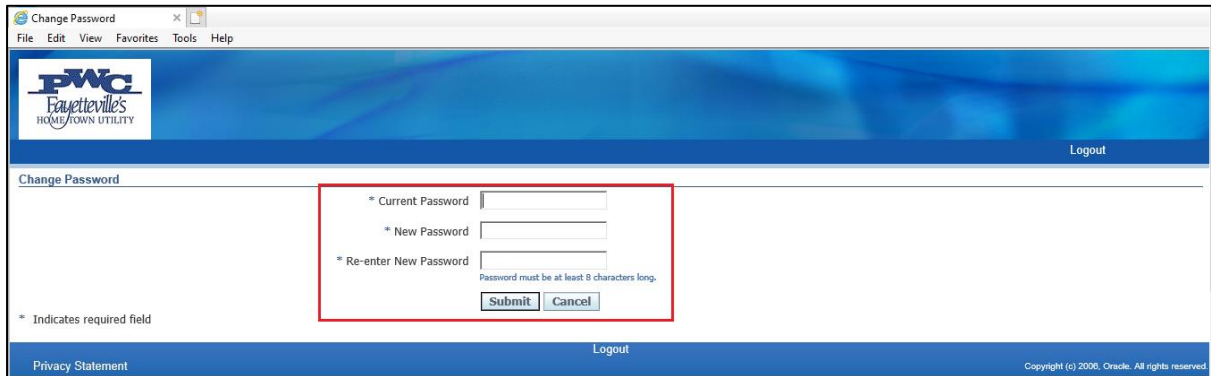 Change Password
File Edit View Favorites Tools Help
PWC
Fayetteville's
HOMETOWN UTILITY
Logout
Change Password
* Current Password
* New Password
* Re-enter New Password
Password must be at least 8 characters long.
Submit Cancel
* Indicates required field
Logout
Privacy Statement
Copyright (c) 2006, Oracle. All rights reserved.